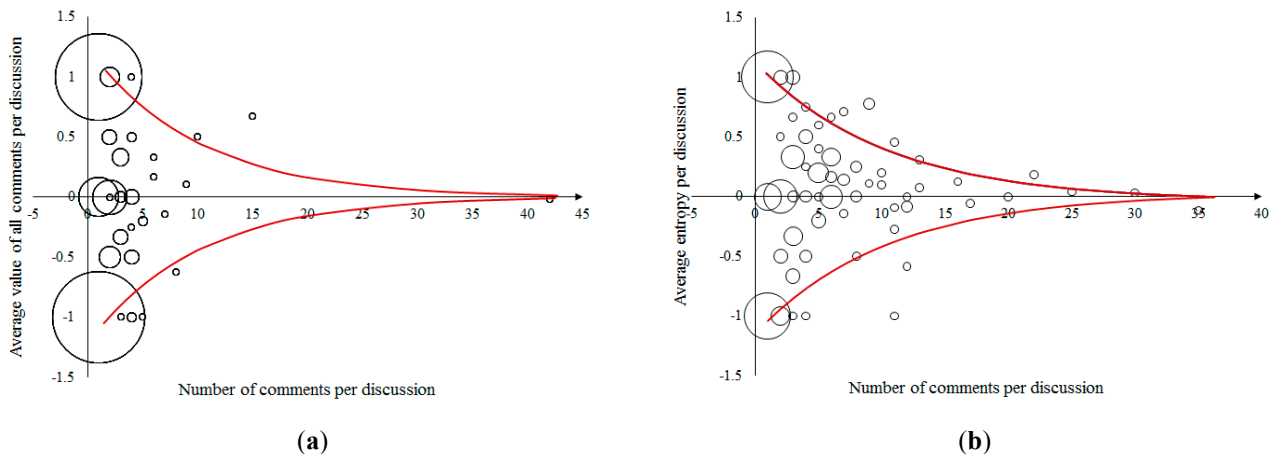 Average value of all comments per discussion
1.5
1
0.5
0
-0.5
-1
-1.5
-5 0 5 10 15 20 25 30 35 40 45
Number of comments per discussion
(a)
Average entropy per discussion
1.5
1
0.5
0
-0.5
-1
-1.5
-5 0 5 10 15 20 25 30 35 40
Number of comments per discussion
(b)